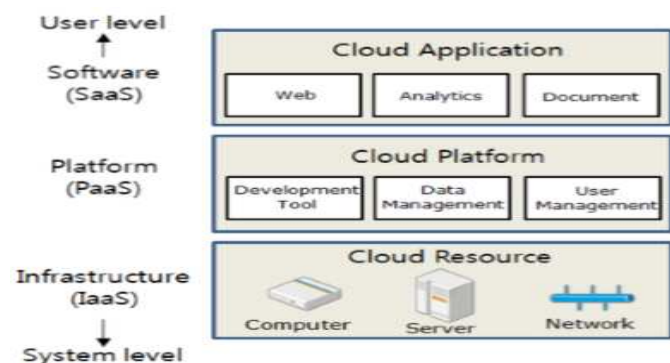 User level
Software
(SaaS)
Cloud Application
Web
Analytics
Document
Platform
(PaaS)
Cloud Platform
Development
Tool
Data
Management
User
Management
Infrastructure
(IaaS)
Cloud Resource
Computer
Server
Network
System level